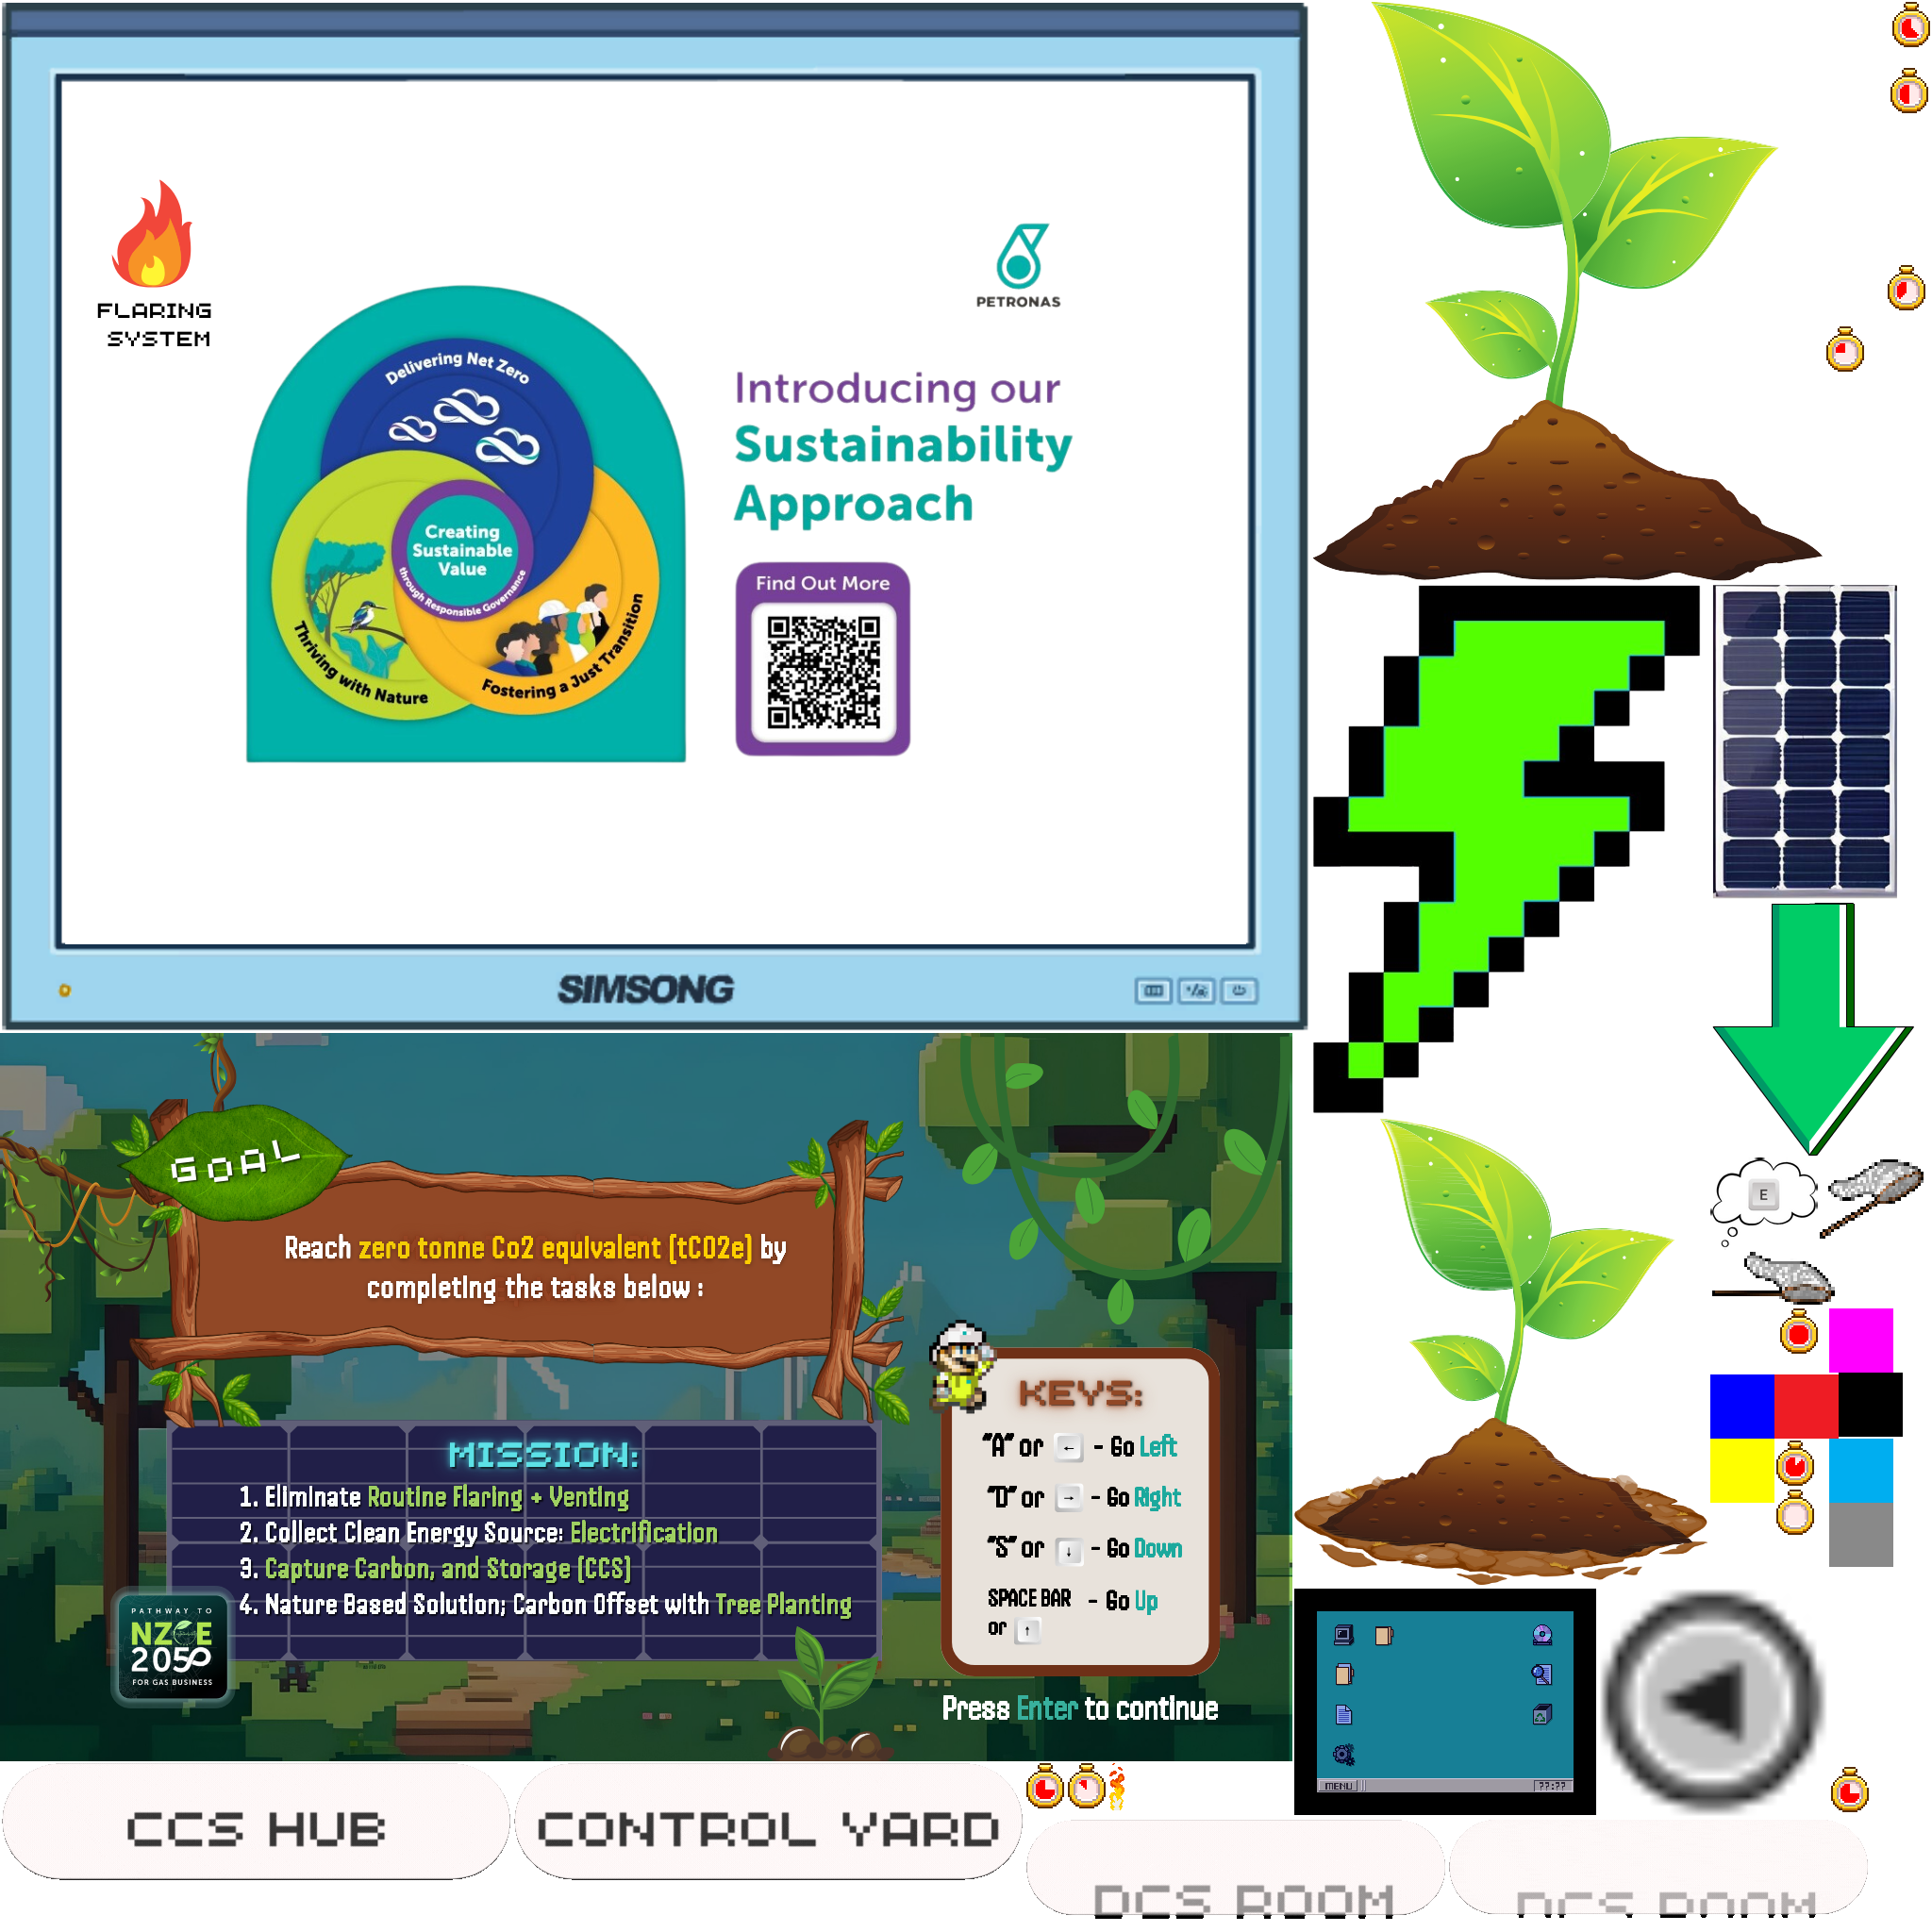 FLARING
SYSTEM
PETRONAS
Delivering Net Zero
Creating
Sustainable
Value
through Responsible Governance
Thriving with Nature
Fostering a Just Transition
Introducing our
Sustainability
Approach
Find Out More
SIMSONG
E
GOAL
Reach zero tonne Co2 equivalent (tCO2e) by
completing the tasks below :
MISSION:
1. Eliminate Routine Flaring + Venting
2. Collect Clean Energy Source: Electrification
3. Capture Carbon, and Storage (CCS)
4. Nature Based Solution; Carbon Offset with Tree Planting
PATHWAY TO
NZCE
2050
FOR GAS BUSINESS
KEYS:
"A" or ← - Go Left
"D" or → - Go Right
"S" or ↓ - Go Down
SPACE BAR - Go Up
or ↑
Press Enter to continue
MENU
??:??
CCS HUB
CONTROL YARD
DCS ROOM
DCS ROOM